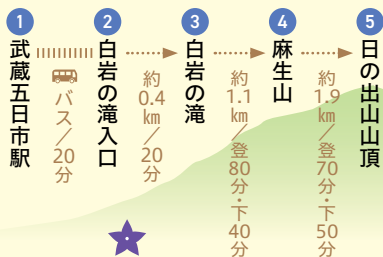 1
武蔵五日市駅
バス/20分
2
白岩の滝入口
約0.4km/20分
3
白岩の滝
約1.1km/登80分・下40分
4
麻生山
約1.9km/登70分・下50分
5
日の出山山頂